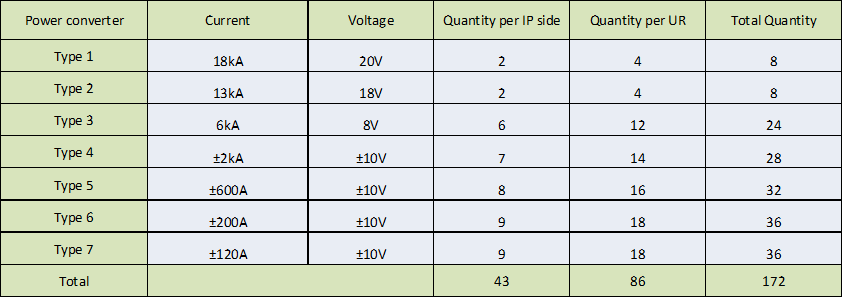 Power converter Current Voltage Quantity per IP side Quantity per UR Total Quantity
Type 1 18kA 20V 2 4 8
Type 2 13kA 18V 2 4 8
Type 3 6kA 8V 6 12 24
Type 4 ±2kA ±10V 7 14 28
Type 5 ±600A ±10V 8 16 32
Type 6 ±200A ±10V 9 18 36
Type 7 ±120A ±10V 9 18 36
Total 43 86 172